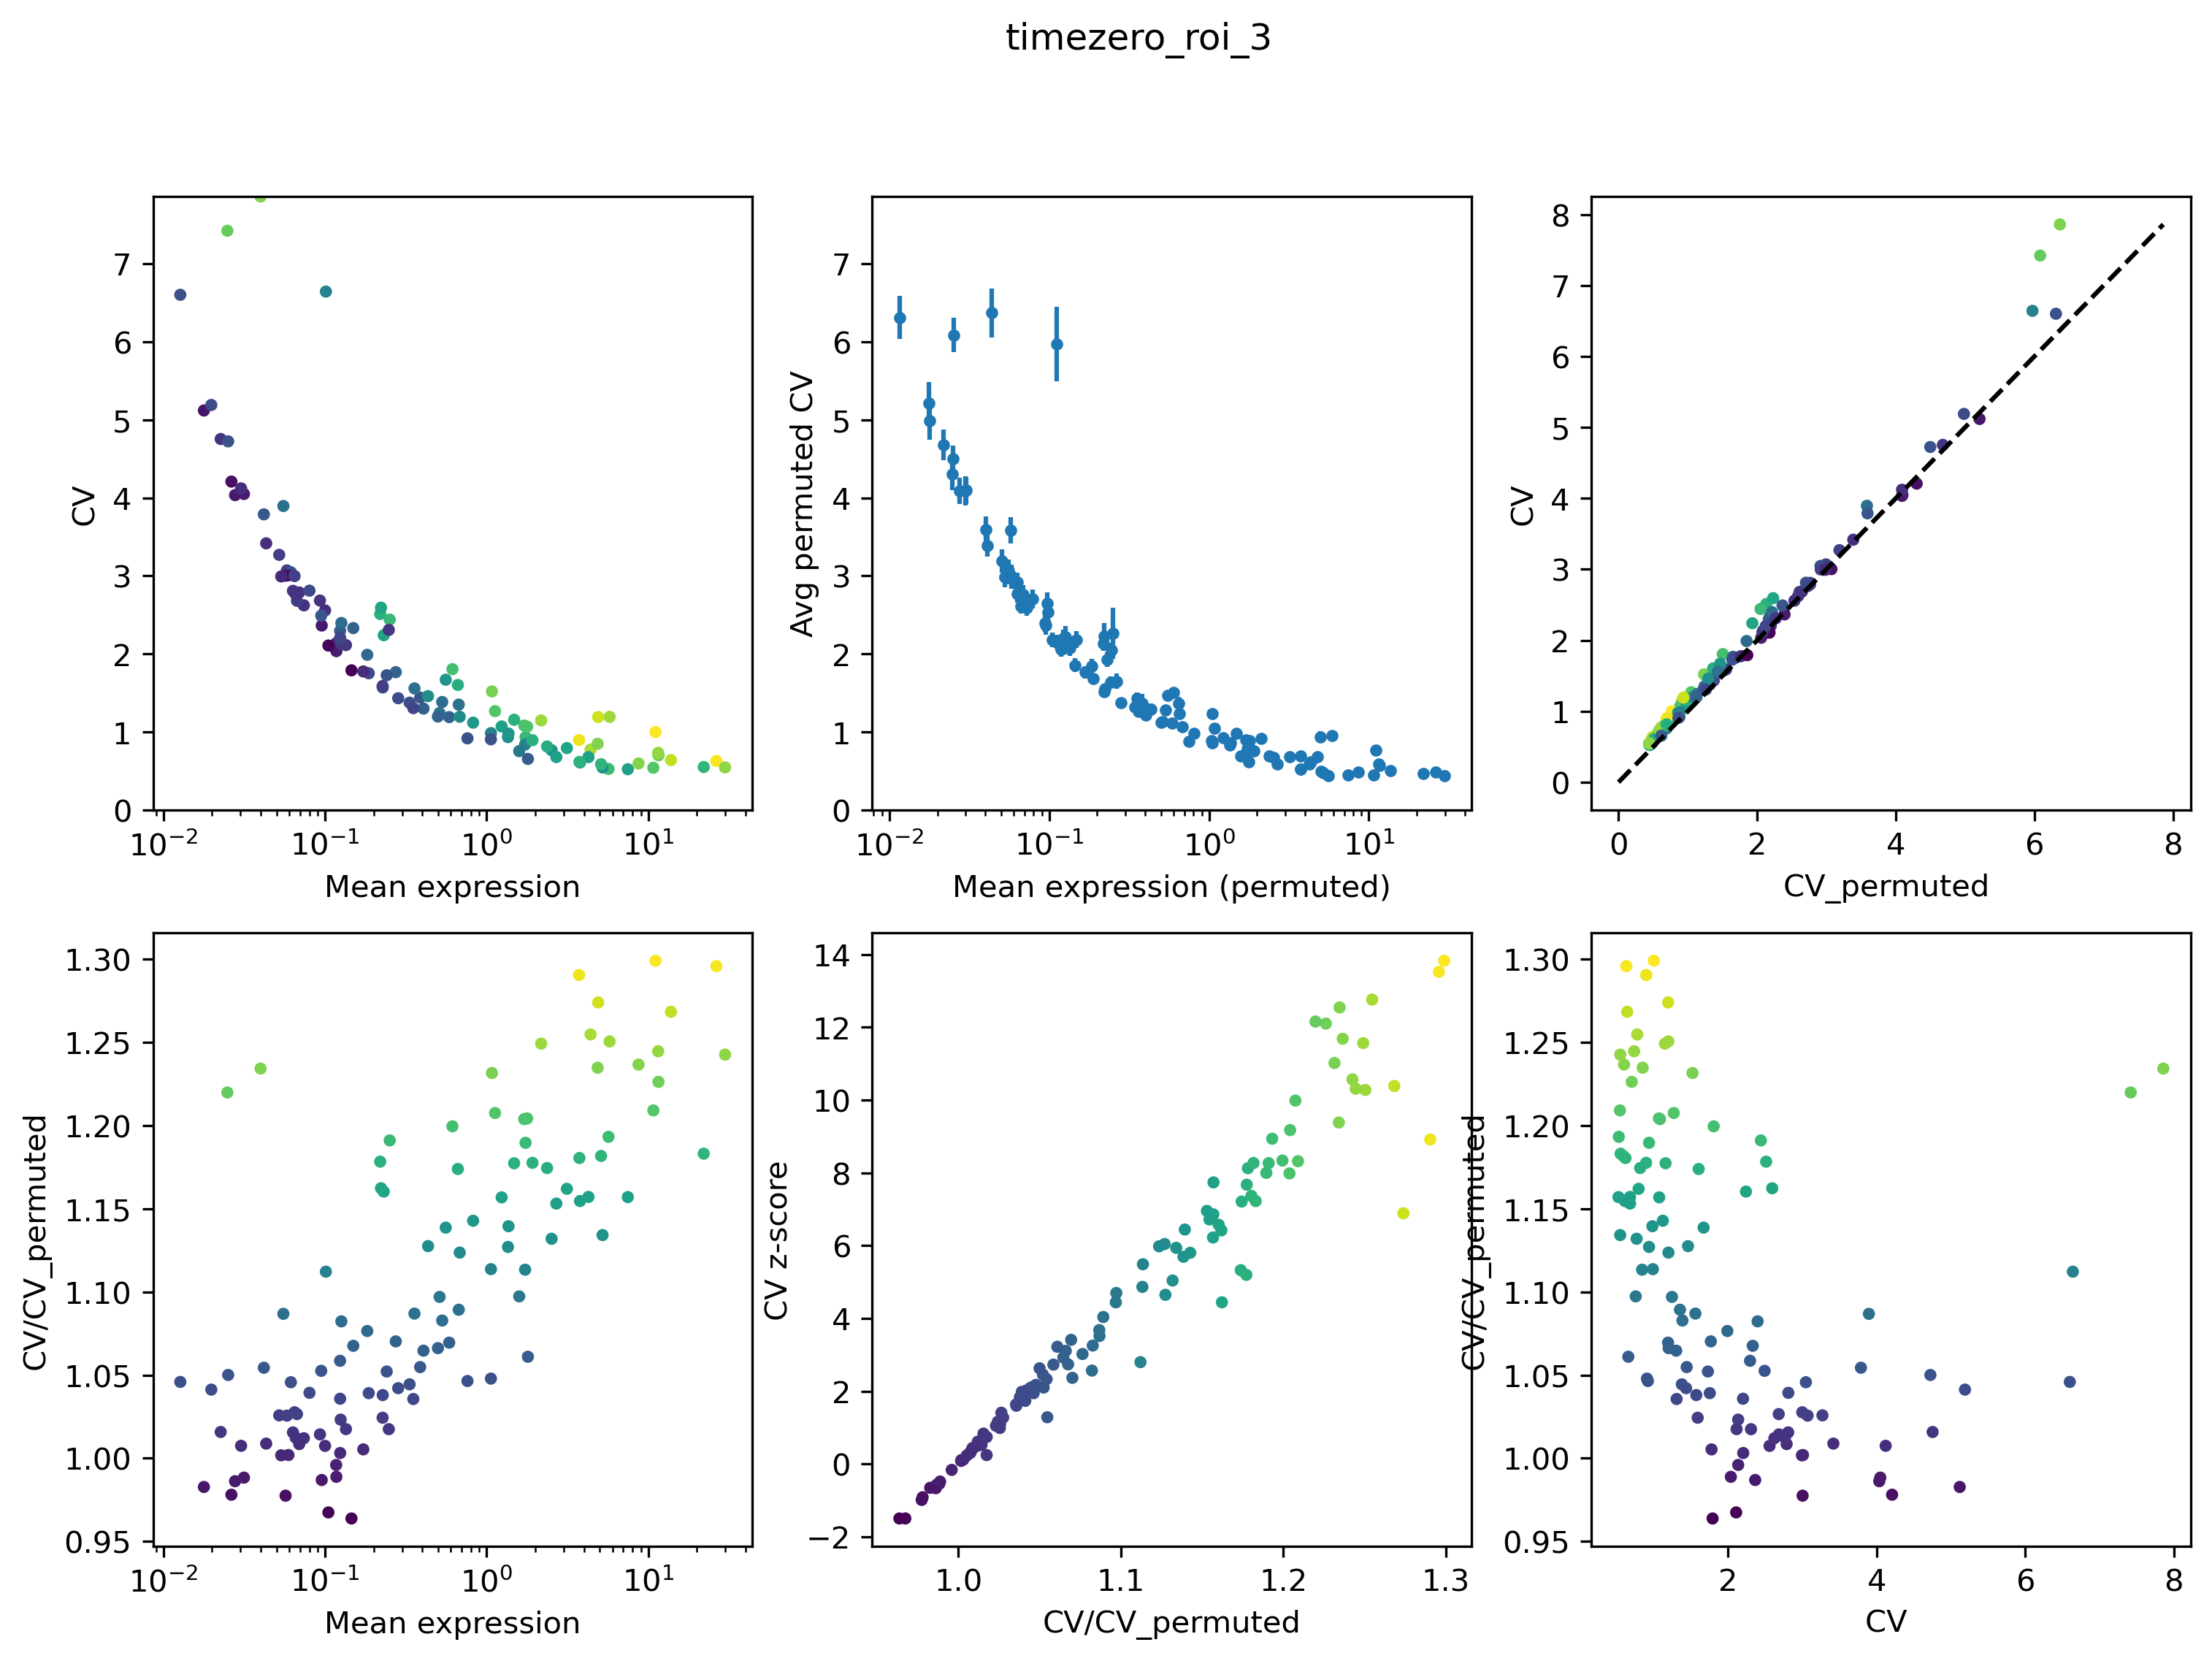 timezero_roi_3
7
6
5
4
3
2
1
0
CV
10⁻² 10⁻¹ 10⁰ 10¹
Mean expression
7
6
5
4
3
2
1
0
Avg permuted CV
10⁻² 10⁻¹ 10⁰ 10¹
Mean expression (permuted)
8
7
6
5
4
3
2
1
0
CV
0 2 4 6 8
CV_permuted
1.30
1.25
1.20
1.15
1.10
1.05
1.00
0.95
CV/CV_permuted
10⁻² 10⁻¹ 10⁰ 10¹
Mean expression
14
12
10
8
6
4
2
0
−2
CV z-score
1.0 1.1 1.2 1.3
CV/CV_permuted
1.30
1.25
1.20
1.15
1.10
1.05
1.00
0.95
CV/CV_permuted
2 4 6 8
CV